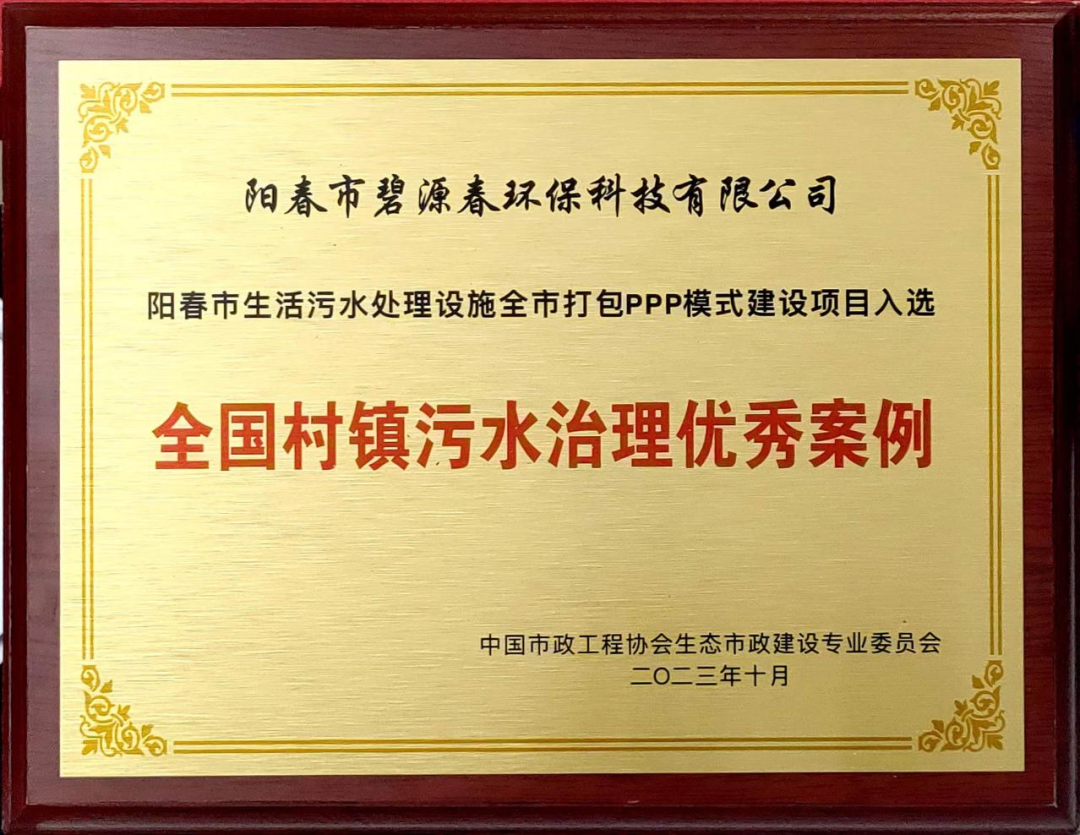 阳春市碧源春环保科技有限公司
阳春市生活污水处理设施全市打包PPP模式建设项目入选
全国村镇污水治理优秀案例
中国市政工程协会生态市政建设专业委员会
二〇二三年十月